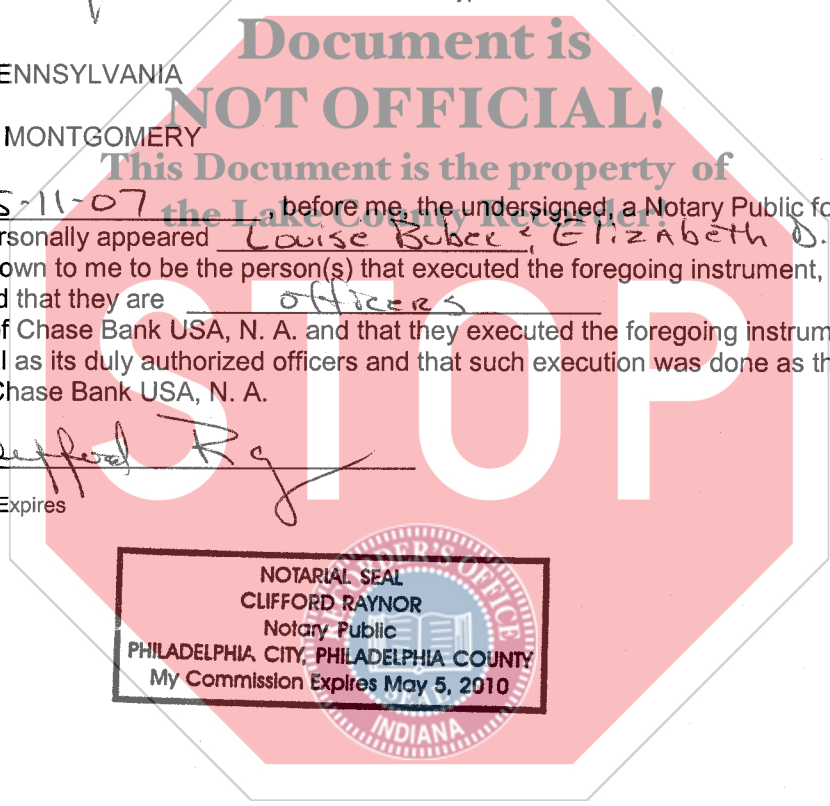 Document is
ENNSYLVANIA
NOT OFFICIAL!
MONTGOMERY
This Document is the property of
the Lake County Recorder!
5-11-07, before me, the undersigned, a Notary Public fo
rsonally appeared Louise Bubee & Elizabeth D.
own to me to be the person(s) that executed the foregoing instrument,
d that they are officers
f Chase Bank USA, N. A. and that they executed the foregoing instrum
l as its duly authorized officers and that such execution was done as th
Chase Bank USA, N. A.
STOP
Expires
NOTARIAL SEAL
CLIFFORD RAYNOR
Notary Public
PHILADELPHIA CITY, PHILADELPHIA COUNTY
My Commission Expires May 5, 2010
RECORDER'S OFFICE
SEAL
INDIANA